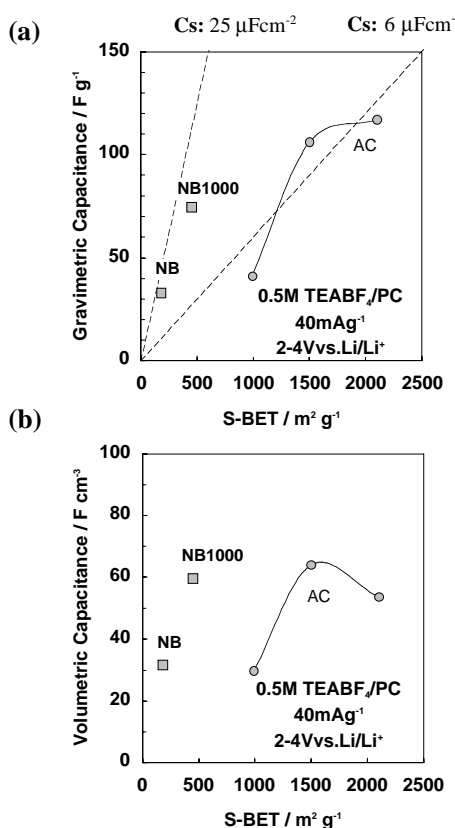 (a)
Cs: 25 μFcm⁻²
Cs: 6 μFcm⁻
Gravimetric Capacitance / F g⁻¹
150
100
50
0
NB1000
NB
AC
0.5M TEABF₄/PC
40mAg⁻¹
2-4Vvs.Li/Li⁺
0 500 1000 1500 2000 2500
S-BET / m² g⁻¹
(b)
Volumetric Capacitance / F cm⁻³
100
80
60
40
20
0
NB1000
NB
AC
0.5M TEABF₄/PC
40mAg⁻¹
2-4Vvs.Li/Li⁺
0 500 1000 1500 2000 2500
S-BET / m² g⁻¹